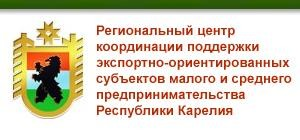 Региональный центр
координации поддержки
экспортно-ориентированных
субъектов малого и среднего
предпринимательства
Республики Карелия